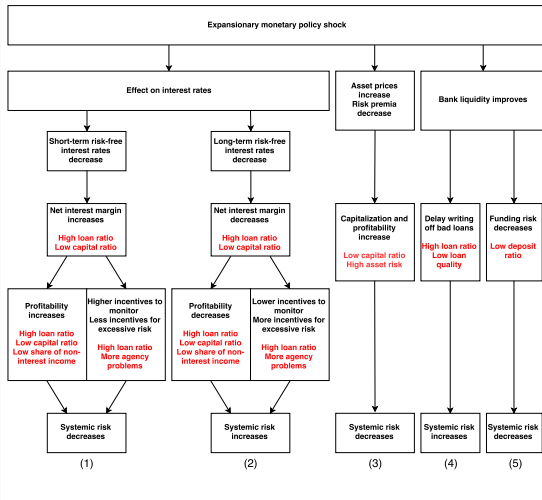 Expansionary monetary policy shock
Effect on interest rates
Asset prices
increase
Risk premia
decrease
Bank liquidity improves
Short-term risk-free
interest rates
decrease
Long-term risk-free
interest rates
decrease
Net interest margin
increases
High loan ratio
Low capital ratio
Net interest margin
decreases
High loan ratio
Low capital ratio
Capitalization and
profitability
increase
Low capital ratio
High asset risk
Delay writing
off bad loans
High loan ratio
Low loan
quality
Funding risk
decreases
Low deposit
ratio
Profitability
increases
High loan ratio
Low capital ratio
Low share of non-
interest income
Higher incentives to
monitor
Less incentives for
excessive risk
High loan ratio
More agency
problems
Profitability
decreases
High loan ratio
Low capital ratio
Low share of non-
interest income
Lower incentives to
monitor
More incentives for
excessive risk
High loan ratio
More agency
problems
Systemic risk
decreases
Systemic risk
increases
Systemic risk
decreases
Systemic risk
increases
Systemic risk
decreases
(1)
(2)
(3)
(4)
(5)